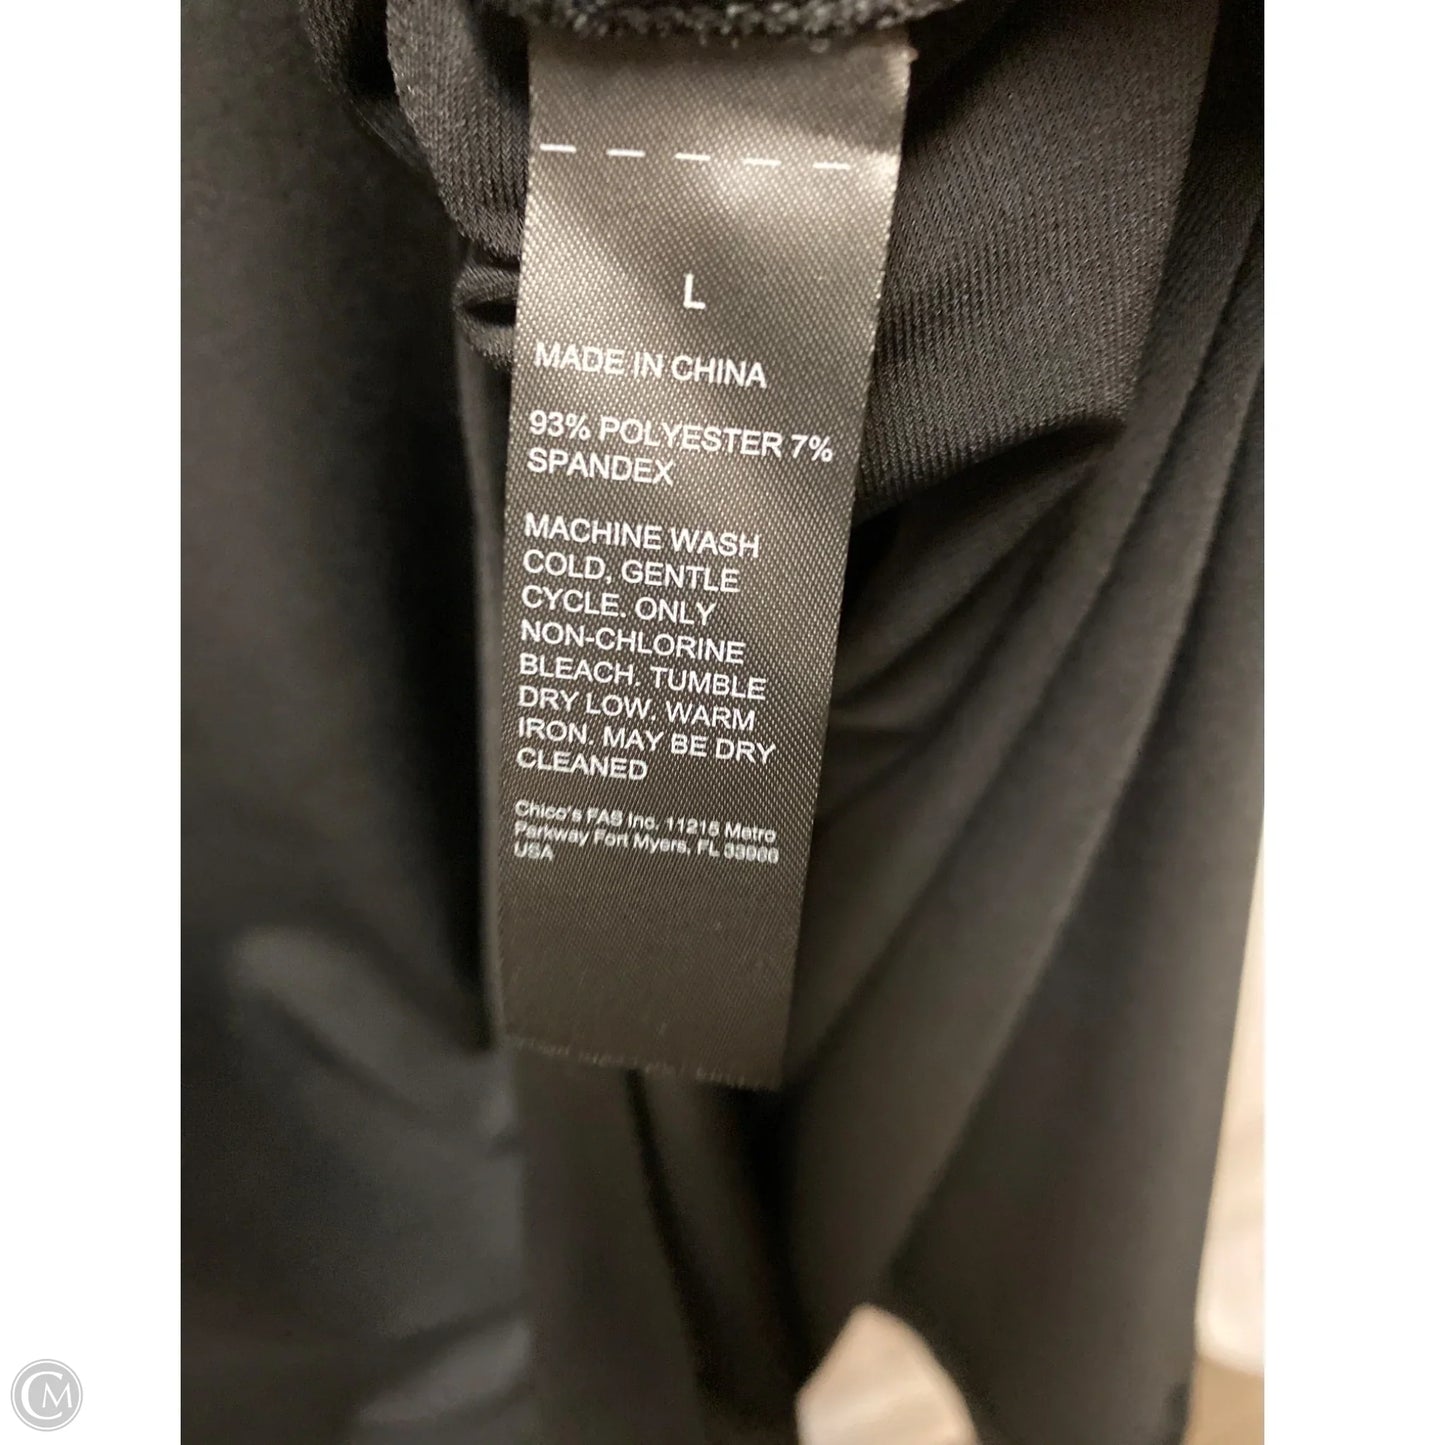 L
MADE IN CHINA
93% POLYESTER 7%
SPANDEX
MACHINE WASH
COLD. GENTLE
CYCLE. ONLY
NON-CHLORINE
BLEACH. TUMBLE
DRY LOW. WARM
IRON. MAY BE DRY
CLEANED
Chico's FAS Inc. 11215 Metro
Parkway Fort Myers, FL 33966
USA
CM